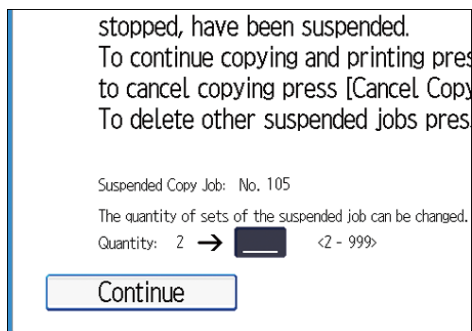 stopped, have been suspended.
To continue copying and printing pres
to cancel copying press [Cancel Copy
To delete other suspended jobs pres
Suspended Copy Job: No. 105
The quantity of sets of the suspended job can be changed.
Quantity: 2 → __ <2 - 999>
Continue